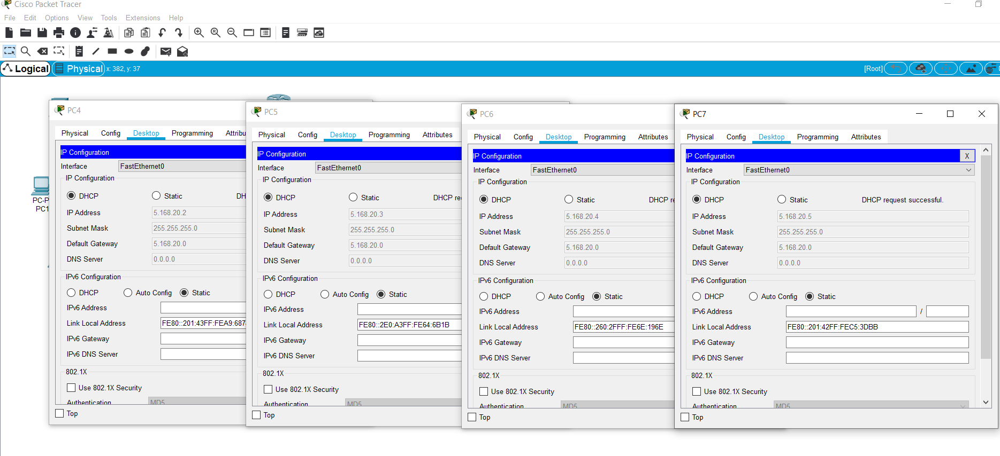 Cisco Packet Tracer
File Edit Options View Tools Extensions Help
Logical Physical x: 382, y: 37 [Root]
PC-P
PC1
PC4
Physical Config Desktop Programming Attribu
IP Configuration
Interface FastEthernet0
IP Configuration
DHCP Static DH
IP Address 5.168.20.2
Subnet Mask 255.255.255.0
Default Gateway 5.168.20.0
DNS Server 0.0.0.0
IPv6 Configuration
DHCP Auto Config Static
IPv6 Address
Link Local Address FE80::201:43FF:FEA9:687
IPv6 Gateway
IPv6 DNS Server
802.1X
Use 802.1X Security
Authentication MD5
Top
PC5
Physical Config Desktop Programming Attributes
IP Configuration
Interface FastEthernet0
IP Configuration
DHCP Static DHCP re
IP Address 5.168.20.3
Subnet Mask 255.255.255.0
Default Gateway 5.168.20.0
DNS Server 0.0.0.0
IPv6 Configuration
DHCP Auto Config Static
IPv6 Address
Link Local Address FE80::2E0:A3FF:FE64:6B1B
IPv6 Gateway
IPv6 DNS Server
802.1X
Use 802.1X Security
Authentication MD5
Top
PC6
Physical Config Desktop Programming Attributes
IP Configuration
Interface FastEthernet0
IP Configuration
DHCP Static DHCP re
IP Address 5.168.20.4
Subnet Mask 255.255.255.0
Default Gateway 5.168.20.0
DNS Server 0.0.0.0
IPv6 Configuration
DHCP Auto Config Static
IPv6 Address
Link Local Address FE80::260:2FFF:FE6E:196E
IPv6 Gateway
IPv6 DNS Server
802.1X
Use 802.1X Security
Authentication MD5
Top
PC7
Physical Config Desktop Programming Attributes
IP Configuration X
Interface FastEthernet0
IP Configuration
DHCP Static DHCP request successful.
IP Address 5.168.20.5
Subnet Mask 255.255.255.0
Default Gateway 5.168.20.0
DNS Server 0.0.0.0
IPv6 Configuration
DHCP Auto Config Static
IPv6 Address /
Link Local Address FE80::201:42FF:FEC5:3DBB
IPv6 Gateway
IPv6 DNS Server
802.1X
Use 802.1X Security
Authentication MD5
Top